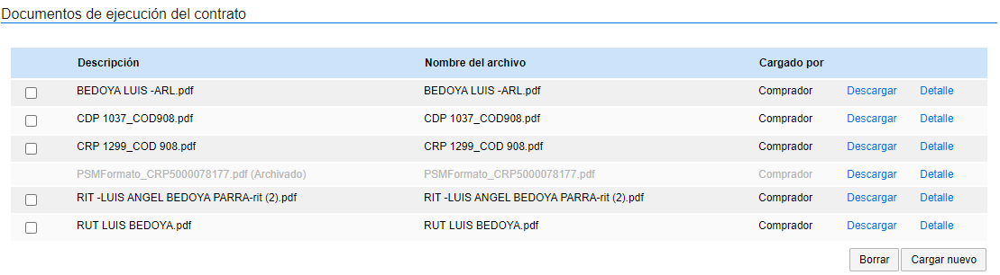 Documentos de ejecución del contrato
Descripción Nombre del archivo Cargado por
BEDOYA LUIS -ARL.pdf BEDOYA LUIS -ARL.pdf Comprador Descargar Detalle
CDP 1037_COD908.pdf CDP 1037_COD908.pdf Comprador Descargar Detalle
CRP 1299_COD 908.pdf CRP 1299_COD 908.pdf Comprador Descargar Detalle
PSMFormato_CRP5000078177.pdf (Archivado) PSMFormato_CRP5000078177.pdf Comprador Descargar Detalle
RIT -LUIS ANGEL BEDOYA PARRA-rit (2).pdf RIT -LUIS ANGEL BEDOYA PARRA-rit (2).pdf Comprador Descargar Detalle
RUT LUIS BEDOYA.pdf RUT LUIS BEDOYA.pdf Comprador Descargar Detalle
Borrar Cargar nuevo